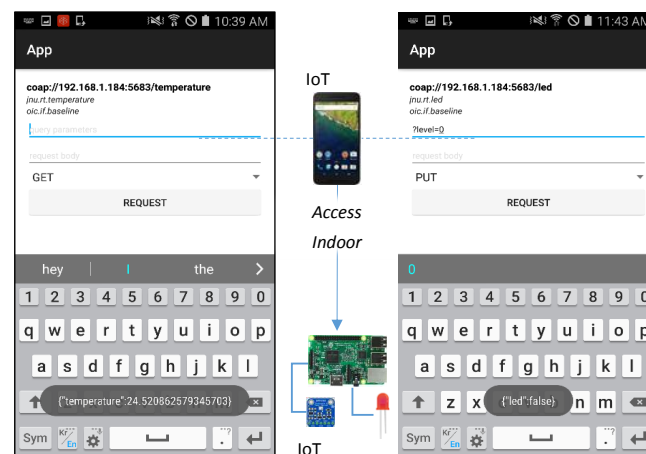 10:39 AM
App
coap://192.168.1.184:5683/temperature
jnu.rt.temperature
oic.if.baseline
query parameters
request body
GET
REQUEST
hey I the
1 2 3 4 5 6 7 8 9 0
q w e r t y u i o p
a s d f g h j k l
{"temperature":24.520862579345703}
Sym Kr/En .
IoT
Access
Indoor
IoT
11:43 AM
App
coap://192.168.1.184:5683/led
jnu.rt.led
oic.if.baseline
?level=0
request body
PUT
REQUEST
0
1 2 3 4 5 6 7 8 9 0
q w e r t y u i o p
a s d f g h j k l
z x {"led":false} n m
Sym Kr/En .